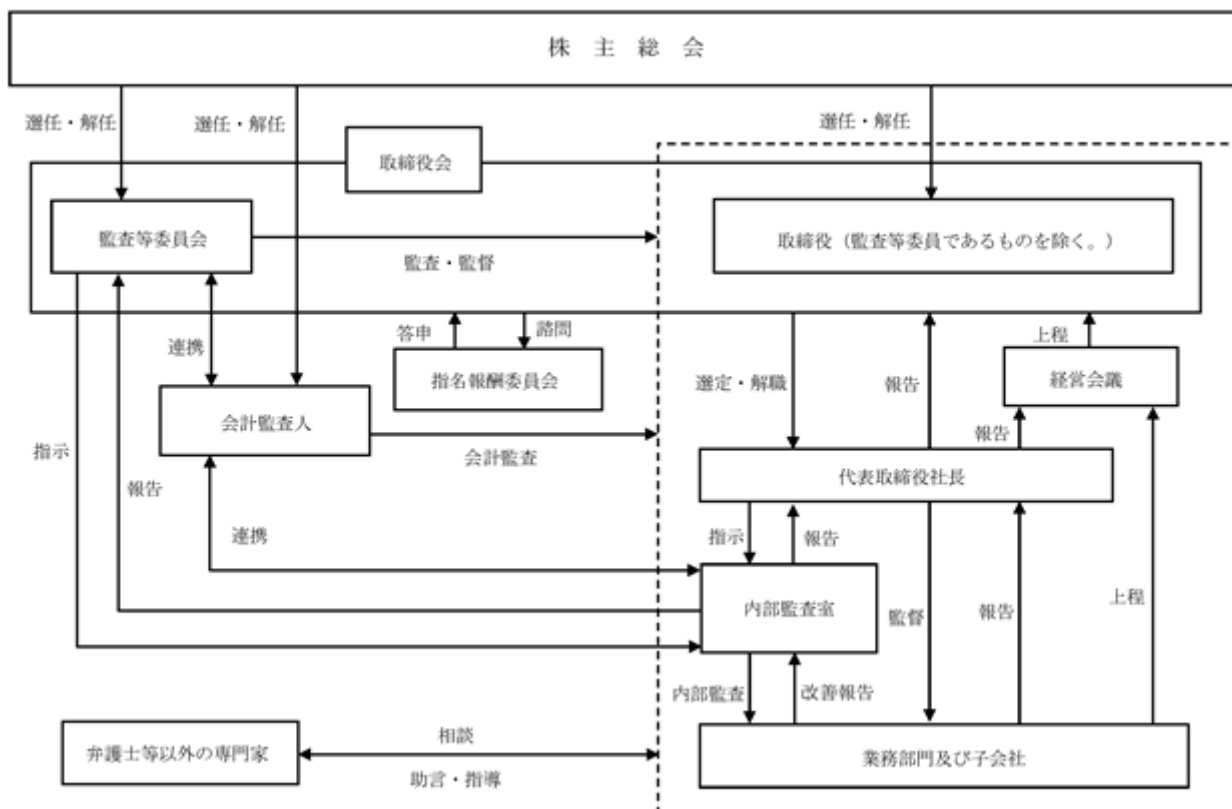 株 主 総 会
選任・解任
選任・解任
選任・解任
取締役会
監査等委員会
取締役（監査等委員であるものを除く。）
監査・監督
答申
諮問
上程
連携
指名報酬委員会
選定・解職
報告
経営会議
会計監査人
指示
会計監査
報告
報告
代表取締役社長
連携
指示
報告
内部監査室
監督
報告
上程
内部監査
改善報告
弁護士等以外の専門家
相談
助言・指導
業務部門及び子会社